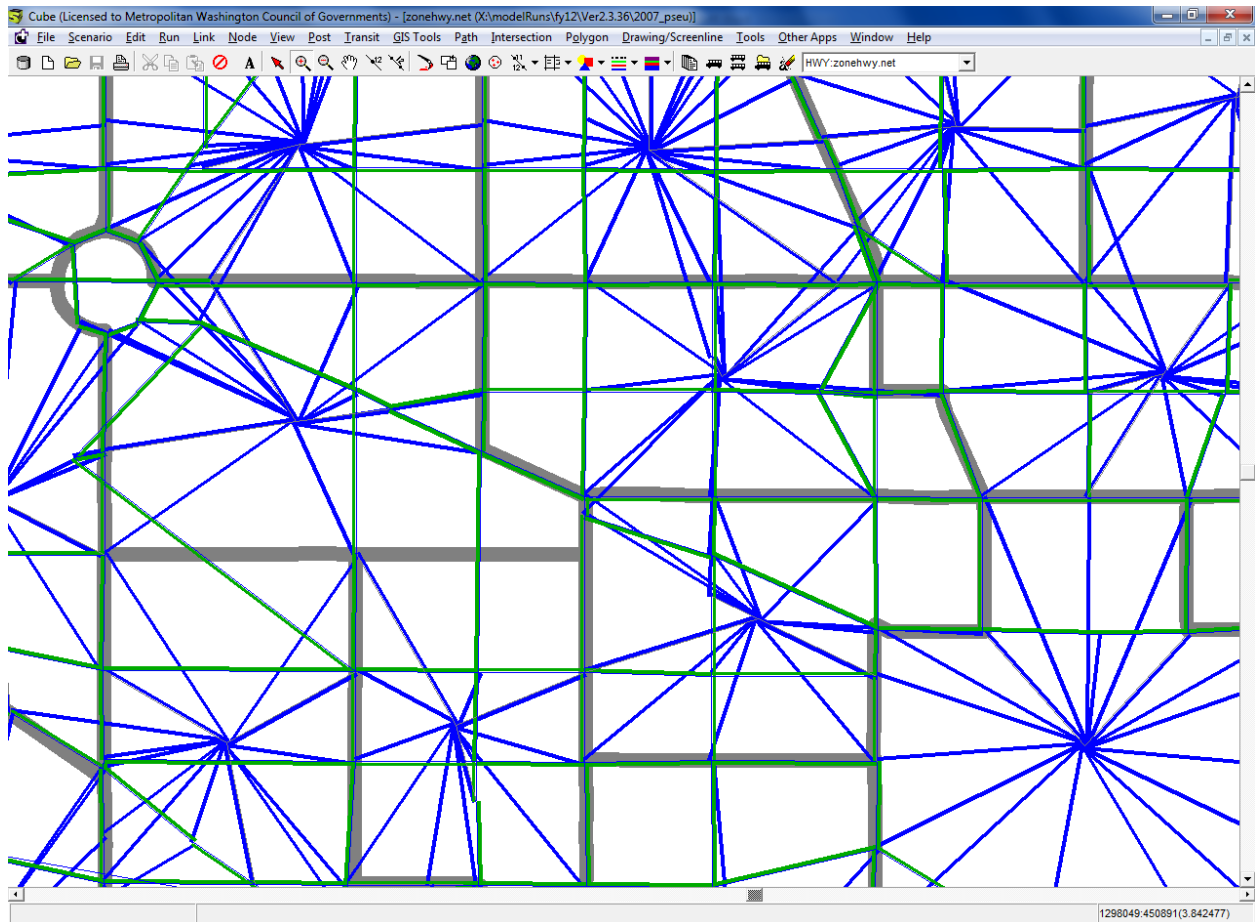 Cube (Licensed to Metropolitan Washington Council of Governments) - [zonehwy.net (X:\modelRuns\fy12\Ver2.3.36\2007_pseu)]
File Scenario Edit Run Link Node View Post Transit GIS Tools Path Intersection Polygon Drawing/Screenline Tools Other Apps Window Help
A HWY:zonehwy.net
1298049:450891(3.842477)